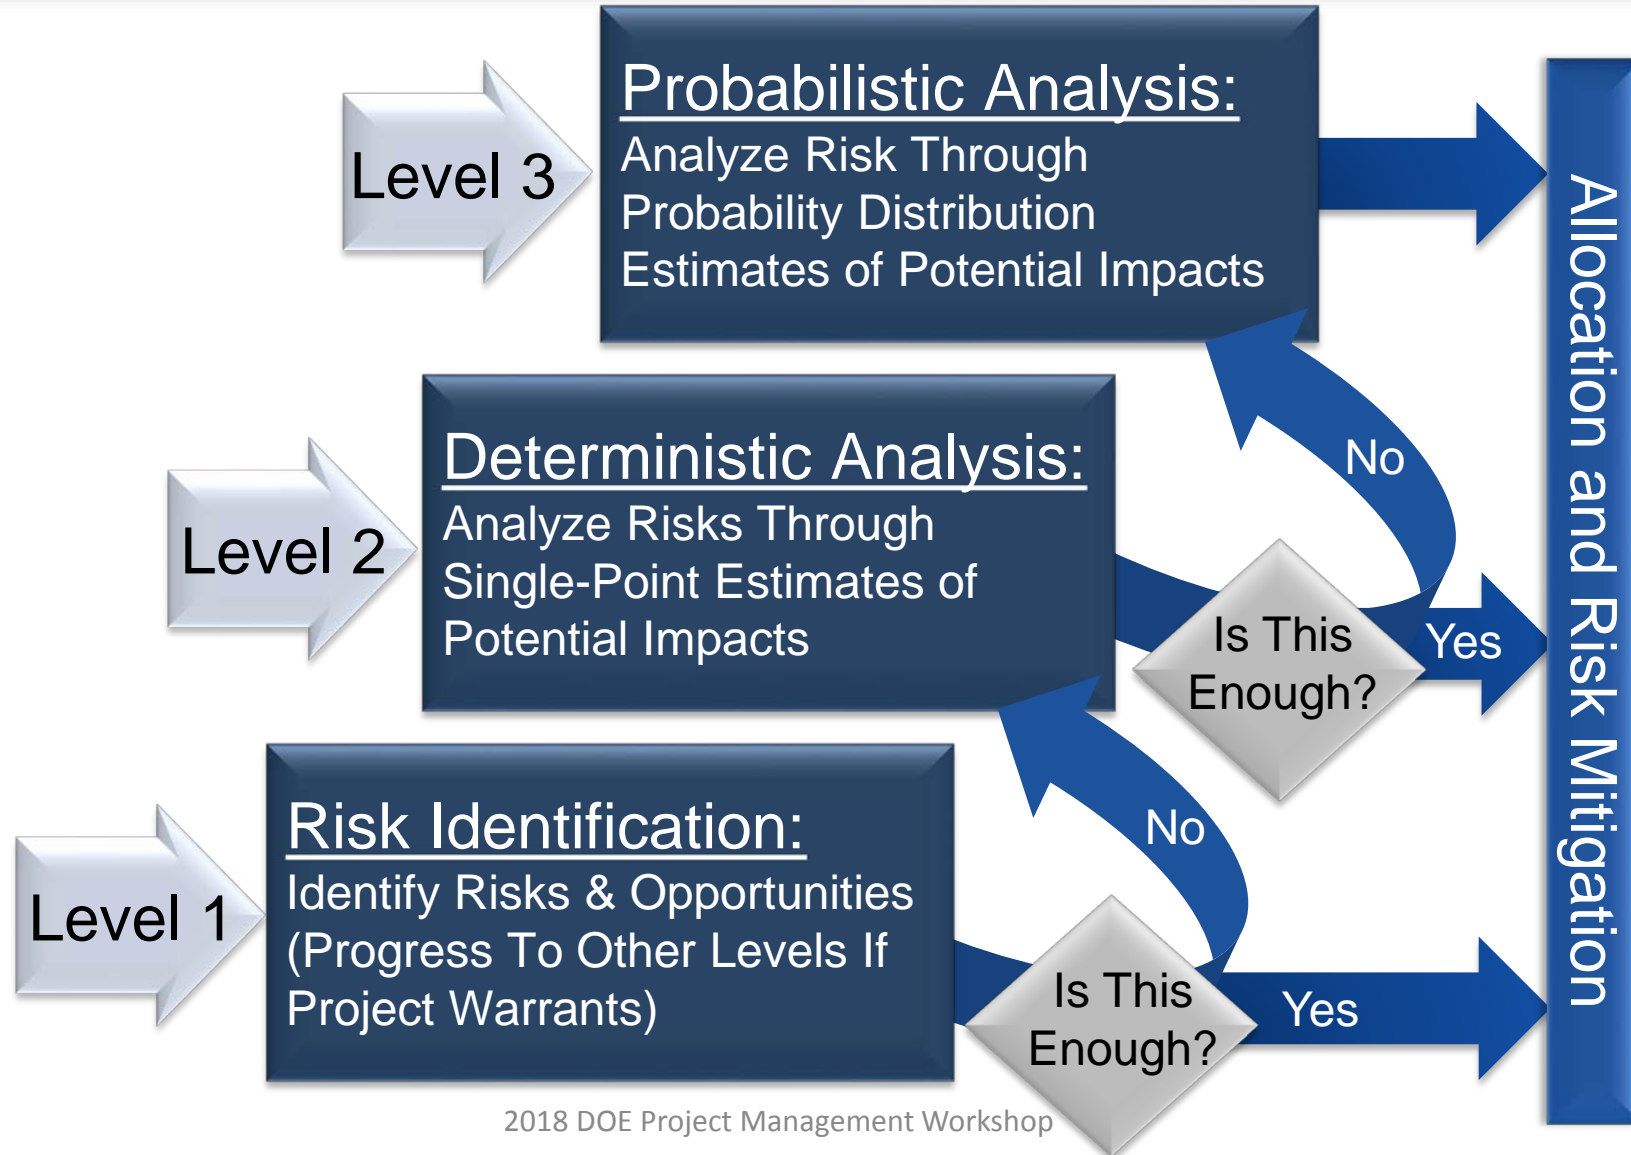 Level 3
Probabilistic Analysis:
Analyze Risk Through
Probability Distribution
Estimates of Potential Impacts
Level 2
Deterministic Analysis:
Analyze Risks Through
Single-Point Estimates of
Potential Impacts
No
Is This
Enough?
Yes
Level 1
Risk Identification:
Identify Risks & Opportunities
(Progress To Other Levels If
Project Warrants)
No
Is This
Enough?
Yes
Allocation and Risk Mitigation
2018 DOE Project Management Workshop